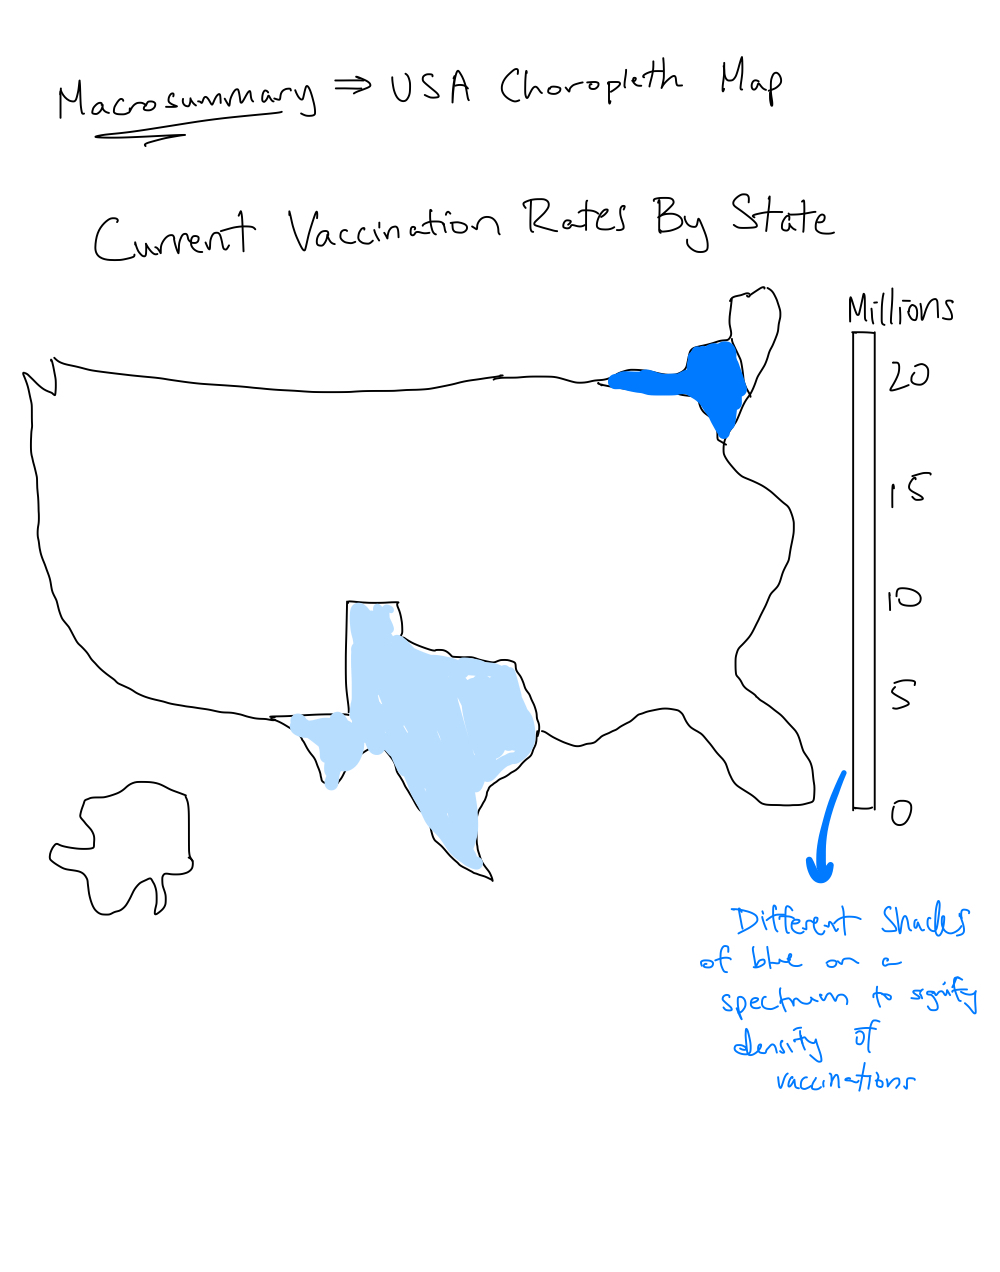 Macrosummary ⇒ USA Choropleth Map
Current Vaccination Rates By State
Millions
20
15
10
5
0
Different Shades
of blue on a
spectrum to signify
density of
vaccinations